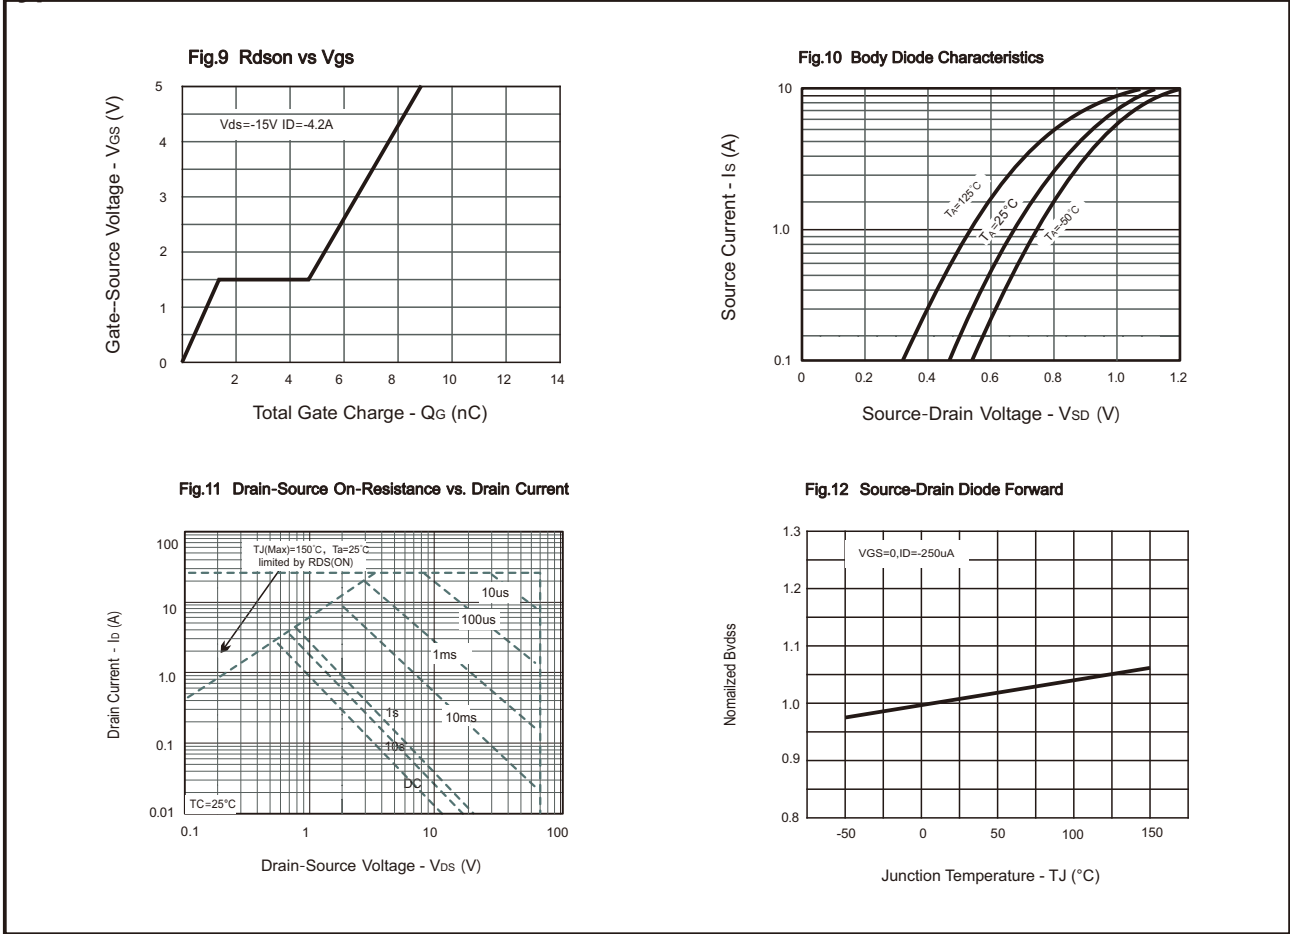 Fig.9 Rdson vs Vgs
5
4
3
2
1
0
Gate--Source Voltage - VGS (V)
Vds=-15V ID=-4.2A
2 4 6 8 10 12 14
Total Gate Charge - QG (nC)
Fig.10 Body Diode Characteristics
10
1.0
0.1
Source Current - IS (A)
TA=125°C
TA=25°C
TA=-50°C
0 0.2 0.4 0.6 0.8 1.0 1.2
Source-Drain Voltage - VSD (V)
Fig.11 Drain-Source On-Resistance vs. Drain Current
100
10
1.0
0.1
0.01
Drain Current - ID (A)
TJ(Max)=150°C, Ta=25°C
limited by RDS(ON)
10us
100us
1ms
10ms
1s
10s
DC
TC=25°C
0.1 1 10 100
Drain-Source Voltage - VDS (V)
Fig.12 Source-Drain Diode Forward
1.3
1.2
1.1
1.0
0.9
0.8
Nomailized Bvdss
VGS=0,ID=-250uA
-50 0 50 100 150
Junction Temperature - TJ (°C)